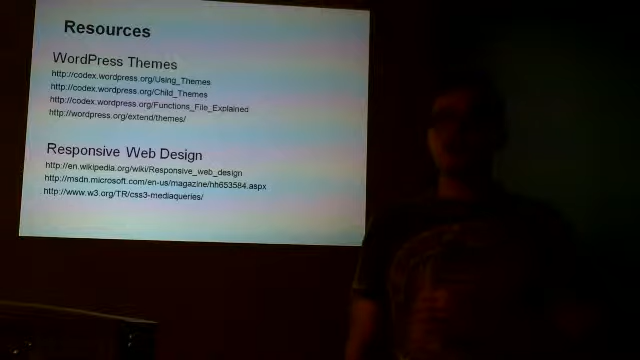 Resources
WordPress Themes
http://codex.wordpress.org/Using_Themes
http://codex.wordpress.org/Child_Themes
http://codex.wordpress.org/Functions_File_Explained
http://wordpress.org/extend/themes/
Responsive Web Design
http://en.wikipedia.org/wiki/Responsive_web_design
http://msdn.microsoft.com/en-us/magazine/hh653584.aspx
http://www.w3.org/TR/css3-mediaqueries/